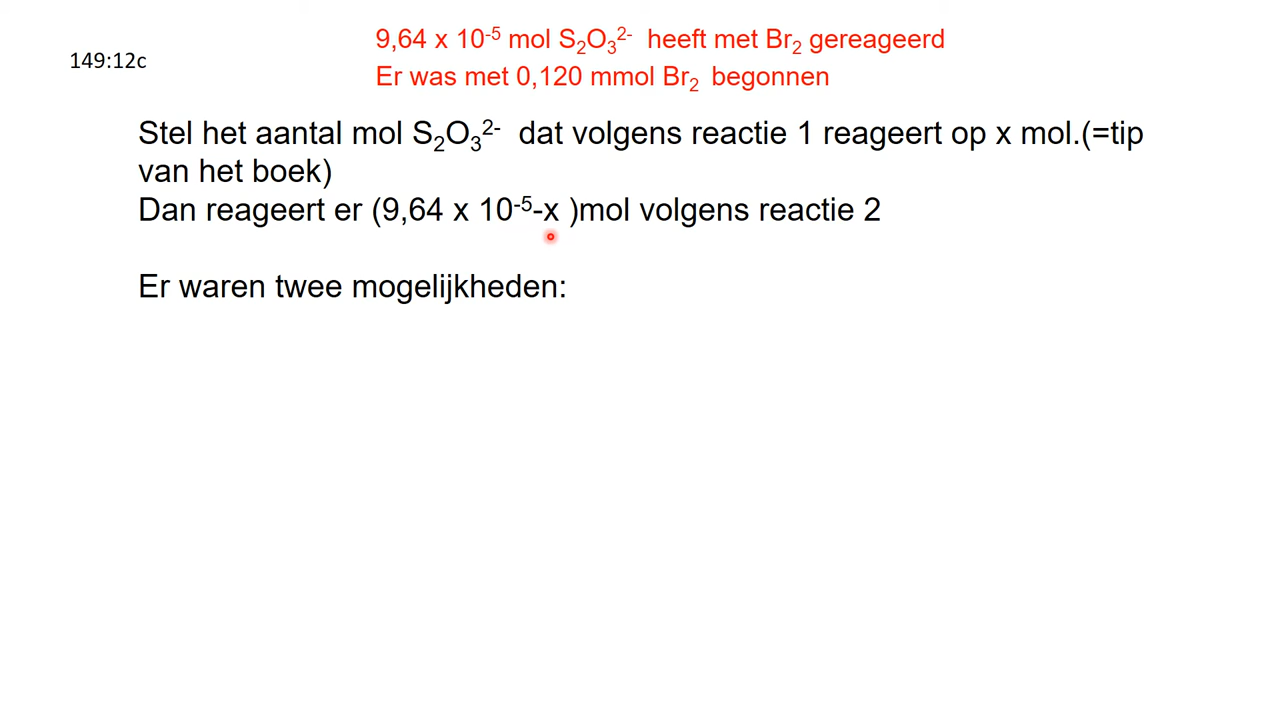 9,64 x 10⁻⁵ mol S₂O₃²⁻ heeft met Br₂ gereageerd
149:12c
Er was met 0,120 mmol Br₂ begonnen
Stel het aantal mol S₂O₃²⁻ dat volgens reactie 1 reageert op x mol.(=tip
van het boek)
Dan reageert er (9,64 x 10⁻⁵-x )mol volgens reactie 2
Er waren twee mogelijkheden: